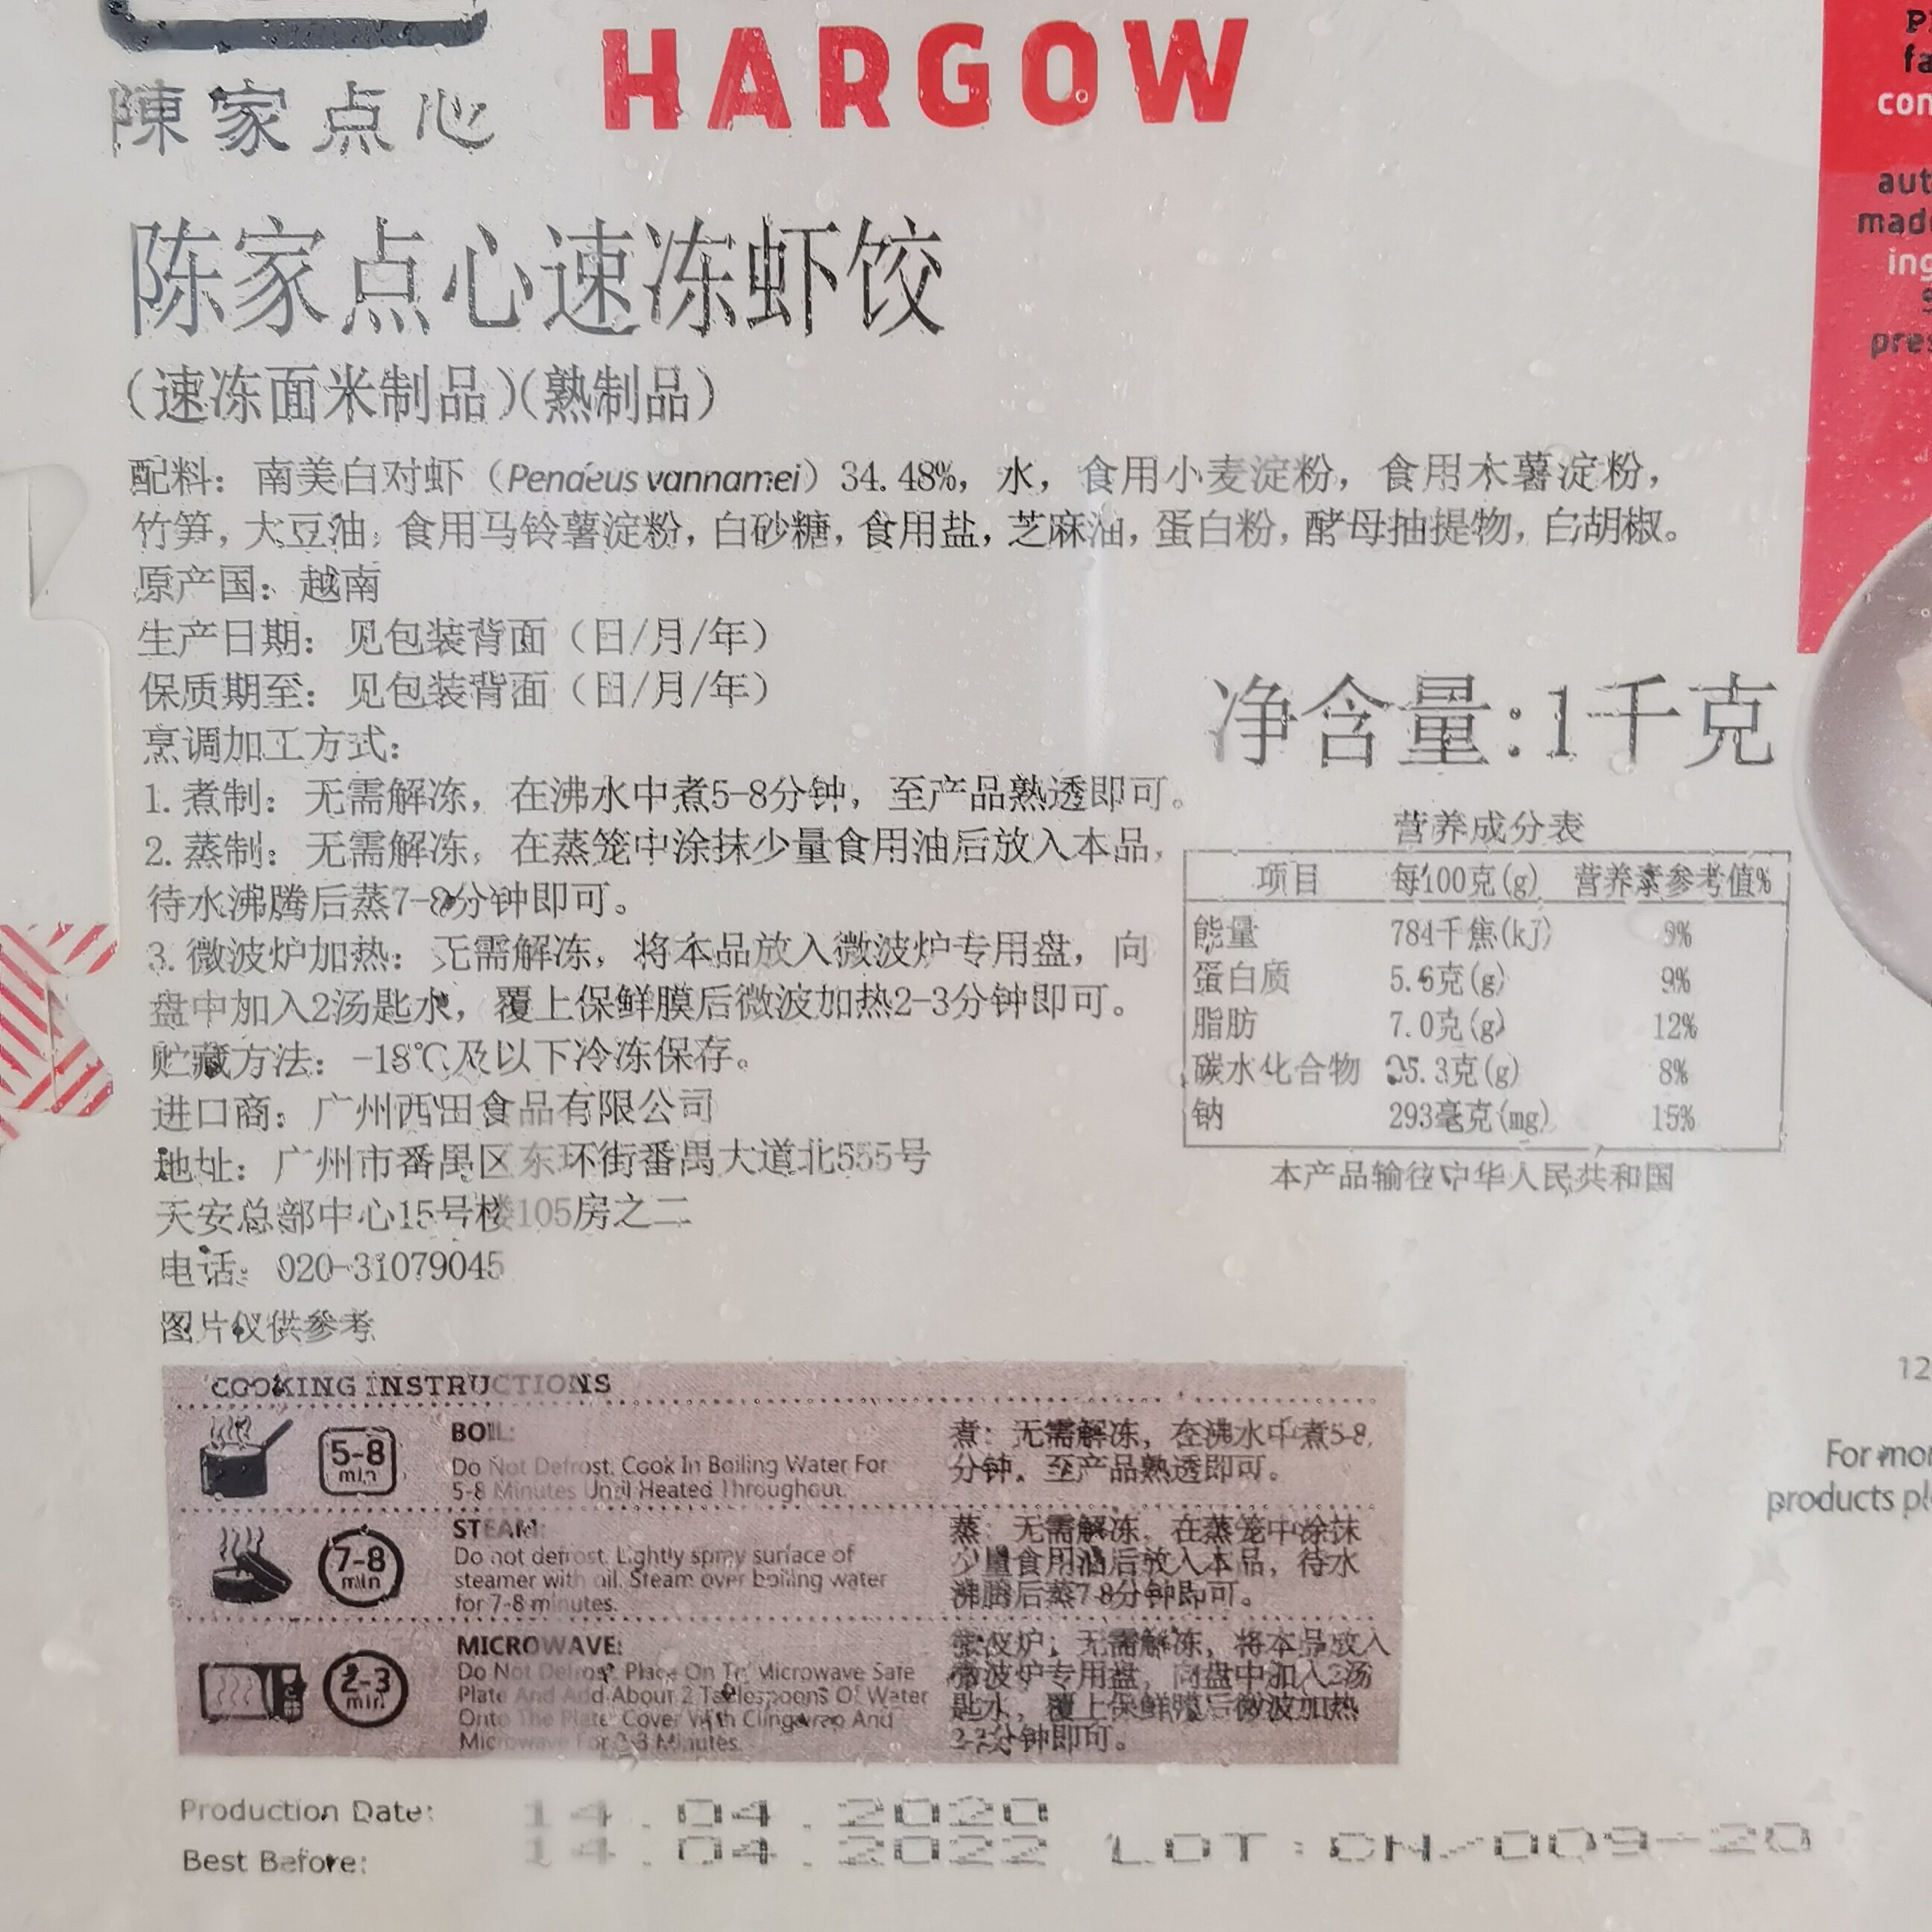 HARGOW
陳家点心
陈家点心速冻虾饺
（速冻面米制品）（熟制品）
配料：南美白对虾（Penaeus vannamei）34.48%，水，食用小麦淀粉，食用木薯淀粉，
竹笋，大豆油，食用马铃薯淀粉，白砂糖，食用盐，芝麻油，蛋白粉，酵母抽提物，白胡椒。
原产国：越南
生产日期：见包装背面（日/月/年）
保质期至：见包装背面（日/月/年）
烹调加工方式：
1.煮制：无需解冻，在沸水中煮5-8分钟，至产品熟透即可。
2.蒸制：无需解冻，在蒸笼中涂抹少量食用油后放入本品，
待水沸腾后蒸7-8分钟即可。
3.微波炉加热：无需解冻，将本品放入微波炉专用盘，向
盘中加入2汤匙水，覆上保鲜膜后微波加热2-3分钟即可。
贮藏方法：-18℃及以下冷冻保存。
进口商：广州西田食品有限公司
地址：广州市番禺区东环街番禺大道北555号
天安总部中心15号楼105房之二
电话：020-31079045
图片仅供参考
净含量:1千克
营养成分表
项目 每100克(g) 营养素参考值%
能量 784千焦(kJ) 9%
蛋白质 5.6克(g) 9%
脂肪 7.0克(g) 12%
碳水化合物 25.3克(g) 8%
钠 293毫克(mg) 15%
本产品输往中华人民共和国
COOKING INSTRUCTIONS
5-8
min
BOIL:
Do Not Defrost. Cook In Boiling Water For
5-8 Minutes Until Heated Throughout.
煮：无需解冻，在沸水中煮5-8
分钟，至产品熟透即可。
7-8
min
STEAM:
Do not defrost. Lightly spray surface of
steamer with oil. Steam over boiling water
for 7-8 minutes.
蒸：无需解冻，在蒸笼中涂抹
少量食用油后放入本品，待水
沸腾后蒸7-8分钟即可。
2-3
min
MICROWAVE:
Do Not Defrost. Place On To Microwave Safe
Plate And Add About 2 Tablespoons Of Water
Onto The Plate. Cover With Clingwrap And
Microwave For 2-3 Minutes.
微波炉：无需解冻，将本品放入
微波炉专用盘，向盘中加入2汤
匙水，覆上保鲜膜后微波加热
2-3分钟即可。
Production Date: 14.04.2020
Best Before: 14.04.2022 LOT:CN/009-20
con
aut
made
ing
pres
12
For mor
products pl